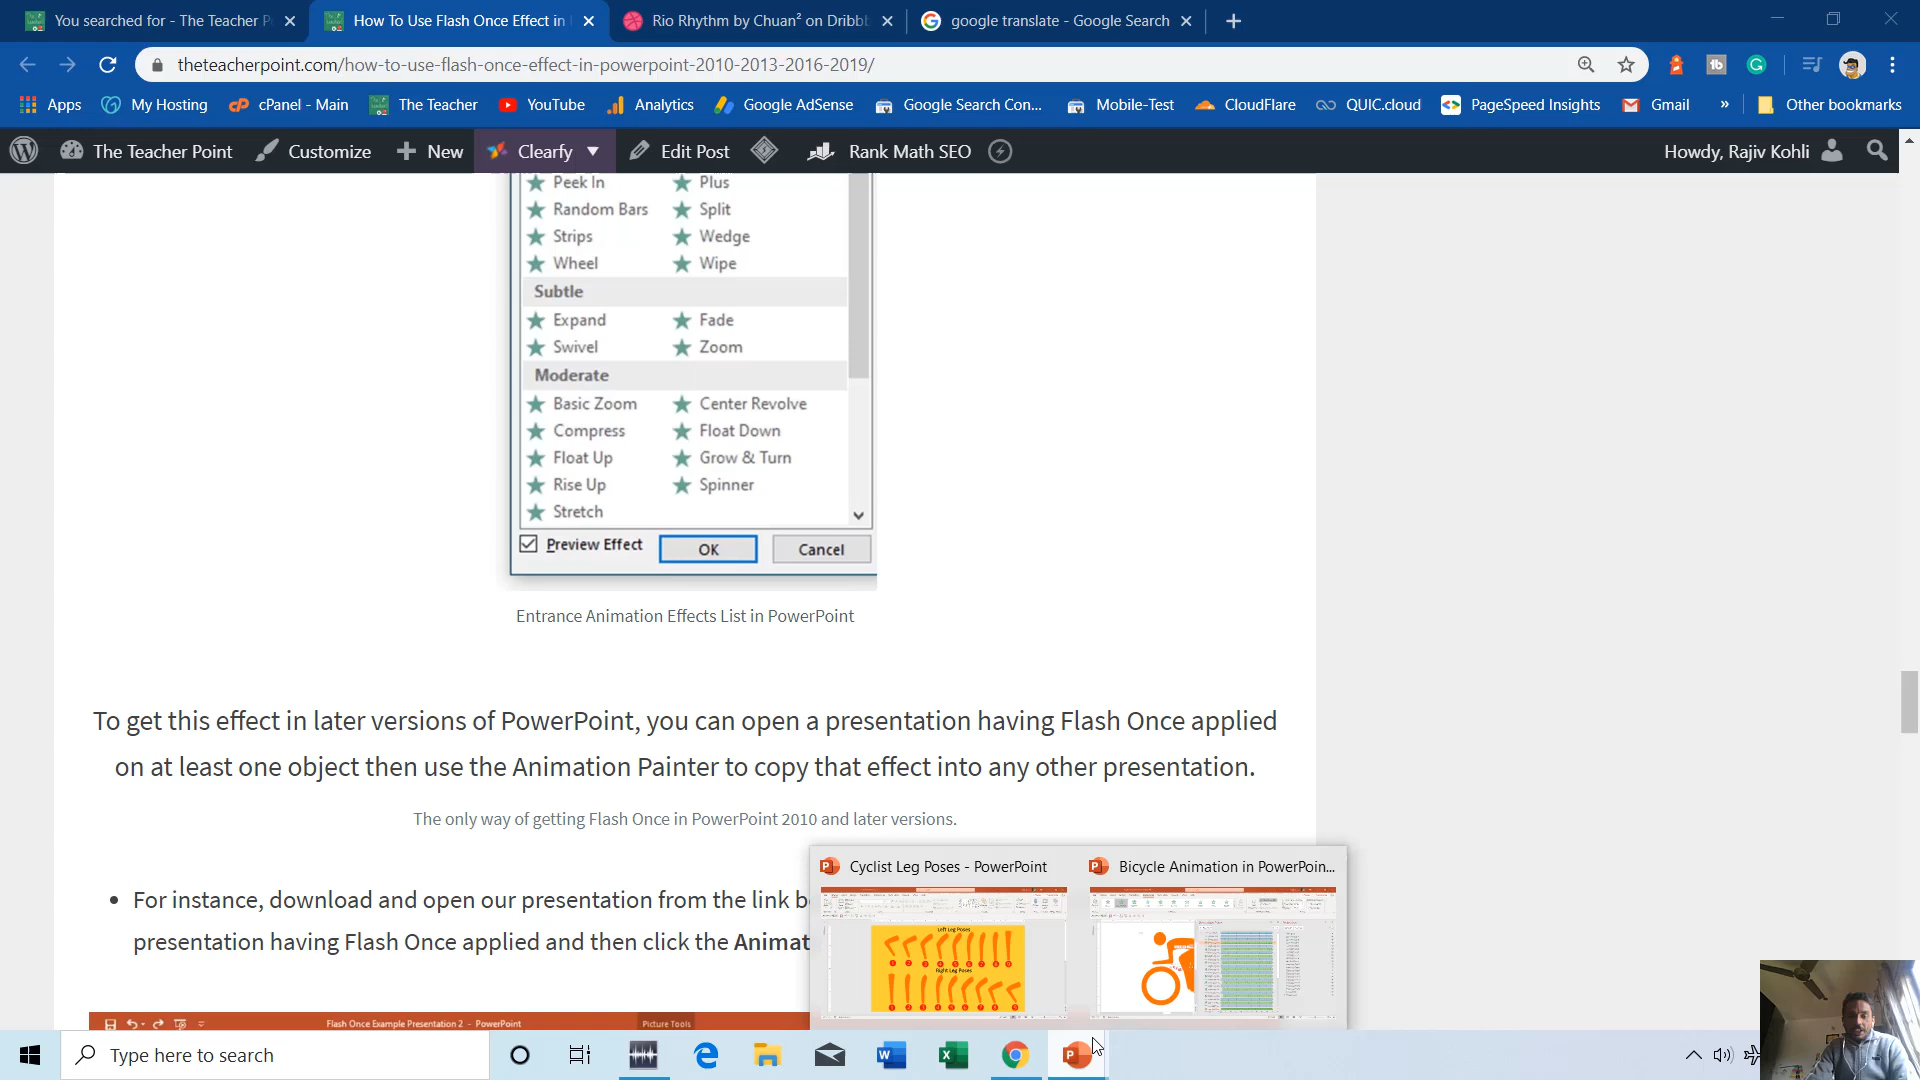 You searched for - The Teacher P
How To Use Flash Once Effect in
Rio Rhythm by Chuan² on Dribbb
google translate - Google Search
theteacherpoint.com/how-to-use-flash-once-effect-in-powerpoint-2010-2013-2016-2019/
Apps
My Hosting
cPanel - Main
The Teacher
YouTube
Analytics
Google AdSense
Google Search Con...
Mobile-Test
CloudFlare
QUIC.cloud
PageSpeed Insights
Gmail
»
Other bookmarks
The Teacher Point
Customize
New
Clearfy
Edit Post
Rank Math SEO
Howdy, Rajiv Kohli
Peek In Plus
Random Bars Split
Strips Wedge
Wheel Wipe
Subtle
Expand Fade
Swivel Zoom
Moderate
Basic Zoom Center Revolve
Compress Float Down
Float Up Grow & Turn
Rise Up Spinner
Stretch
Preview Effect OK Cancel
Entrance Animation Effects List in PowerPoint
To get this effect in later versions of PowerPoint, you can open a presentation having Flash Once applied
on at least one object then use the Animation Painter to copy that effect into any other presentation.
The only way of getting Flash Once in PowerPoint 2010 and later versions.
Cyclist Leg Poses - PowerPoint
Bicycle Animation in PowerPoin...
Left Leg Poses
Right Leg Poses
• For instance, download and open our presentation from the link b
presentation having Flash Once applied and then click the Animat
Flash Once Example Presentation 2 - PowerPoint
Picture Tools
Type here to search